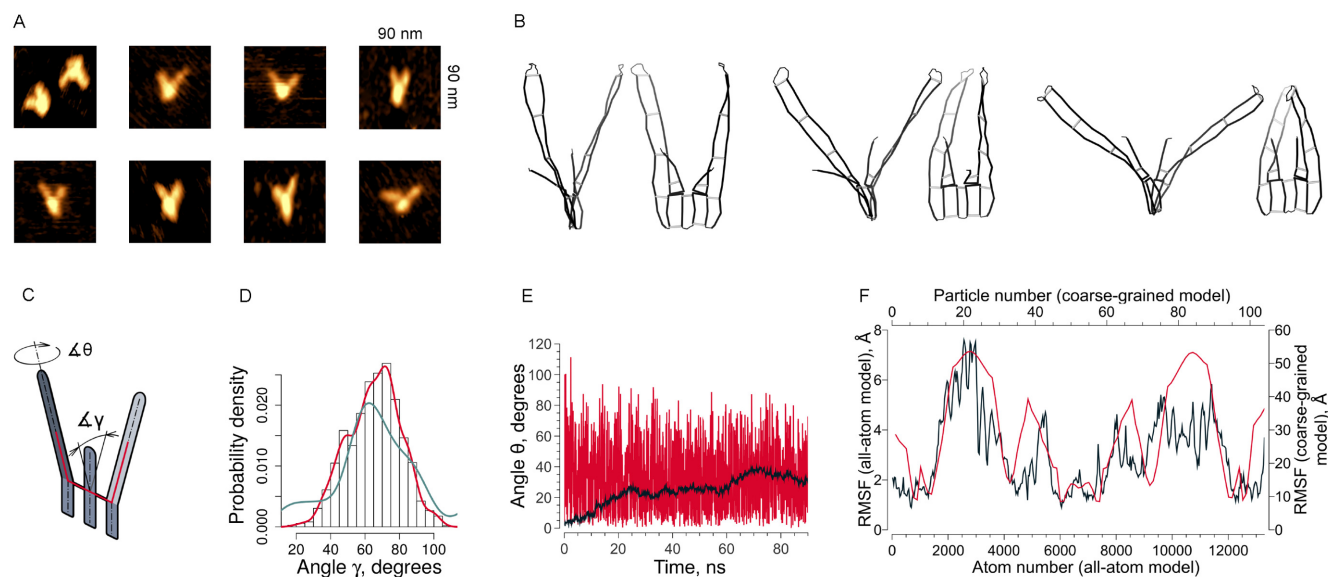 A
90 nm
90 nm
B
C
∡θ
∡γ
D
Probability density
0.000
0.010
0.020
20
40
60
80
100
Angle γ, degrees
E
Angle θ, degrees
0
20
40
60
80
100
120
0
20
40
60
80
Time, ns
F
Particle number (coarse-grained model)
0
20
40
60
80
100
RMSF (all-atom model), Å
0
2
4
6
8
0
10
20
30
40
50
60
RMSF (coarse-grained
model), Å
0
2000
4000
6000
8000
10000
12000
Atom number (all-atom model)